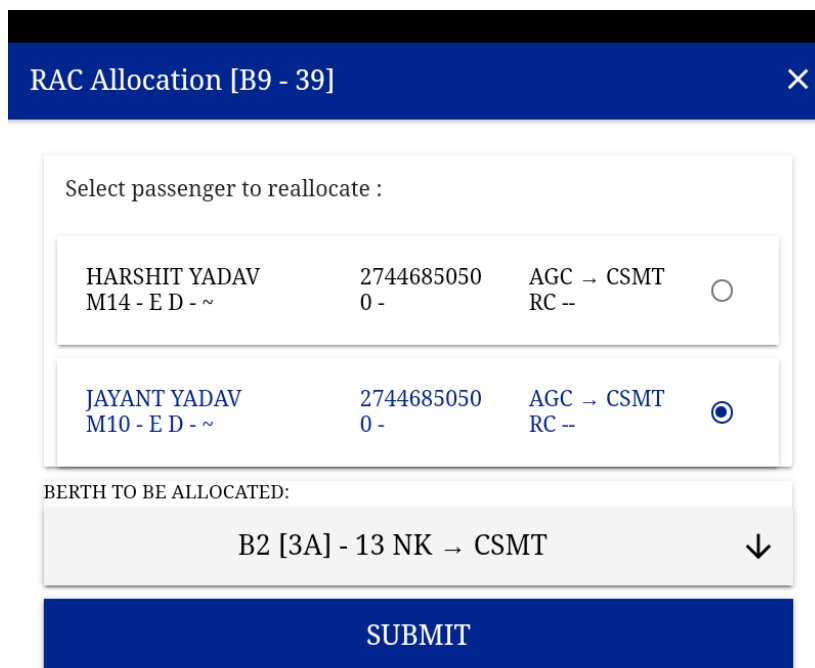 RAC Allocation [B9 - 39] ×
Select passenger to reallocate :
HARSHIT YADAV 2744685050 AGC → CSMT
M14 - E D - ~ 0 - RC --
JAYANT YADAV 2744685050 AGC → CSMT
M10 - E D - ~ 0 - RC --
BERTH TO BE ALLOCATED:
B2 [3A] - 13 NK → CSMT
SUBMIT